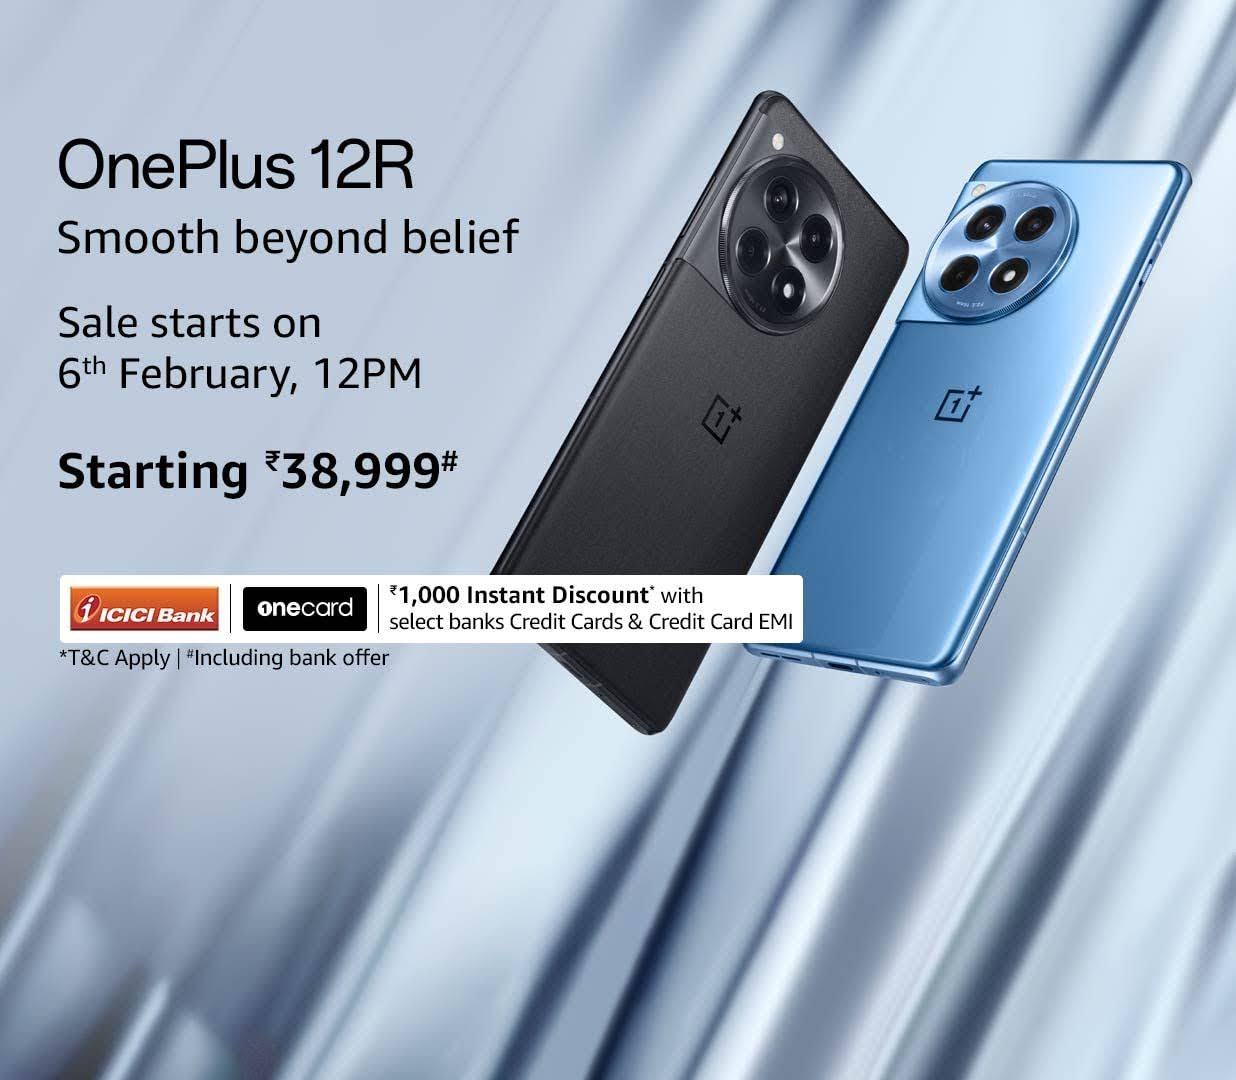 OnePlus 12R
Smooth beyond belief
Sale starts on
6th February, 12PM
Starting ₹38,999#
ICICI Bank
onecard
₹1,000 Instant Discount* with
select banks Credit Cards & Credit Card EMI
*T&C Apply | #Including bank offer